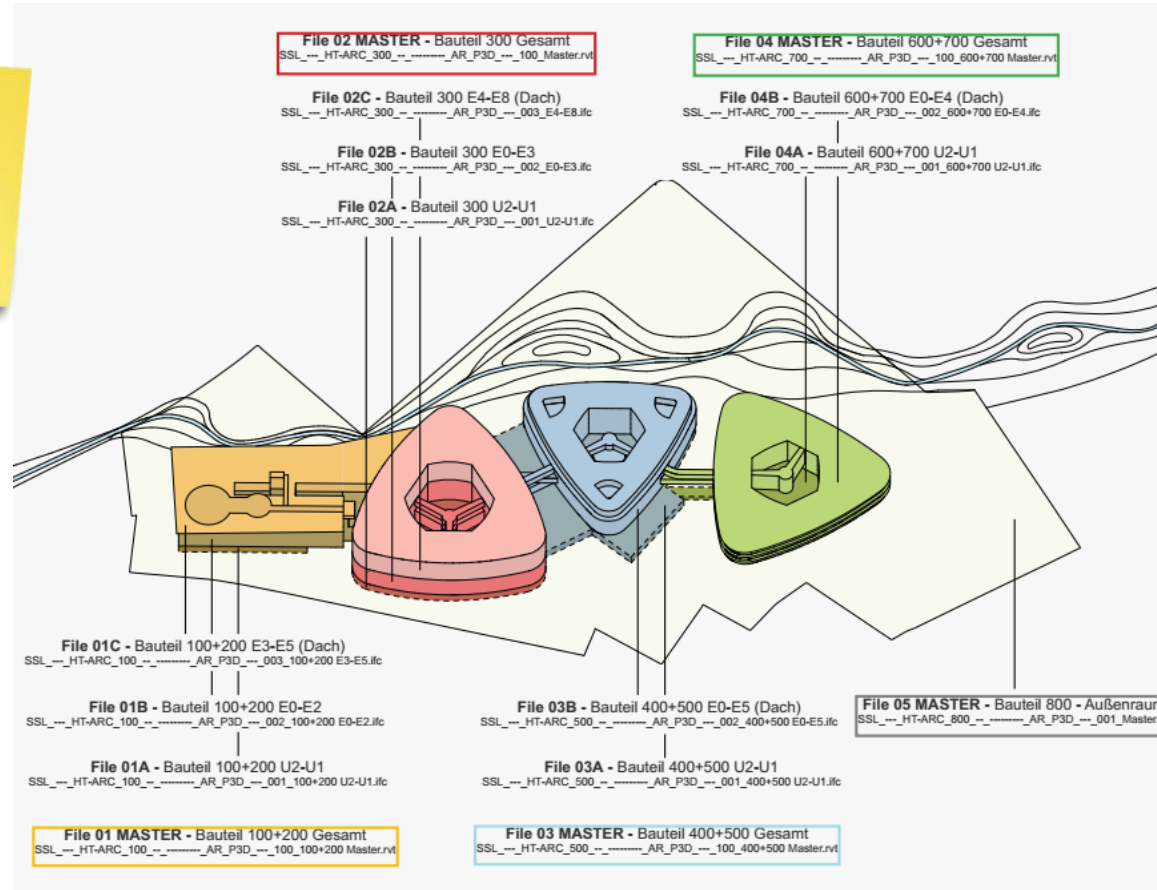 File 02 MASTER - Bauteil 300 Gesamt
SSL_---_HT-ARC_300_--_---------_AR_P3D_---_100_Master.rvt
File 02C - Bauteil 300 E4-E8 (Dach)
SSL_---_HT-ARC_300_--_---------_AR_P3D_---_003_E4-E8.ifc
File 02B - Bauteil 300 E0-E3
SSL_---_HT-ARC_300_--_---------_AR_P3D_---_002_E0-E3.ifc
File 02A - Bauteil 300 U2-U1
SSL_---_HT-ARC_300_--_---------_AR_P3D_---_001_U2-U1.ifc
File 04 MASTER - Bauteil 600+700 Gesamt
SSL_---_HT-ARC_700_--_---------_AR_P3D_---_100_600+700 Master.rvt
File 04B - Bauteil 600+700 E0-E4 (Dach)
SSL_---_HT-ARC_700_--_---------_AR_P3D_---_002_600+700 E0-E4.ifc
File 04A - Bauteil 600+700 U2-U1
SSL_---_HT-ARC_700_--_---------_AR_P3D_---_001_600+700 U2-U1.ifc
File 01C - Bauteil 100+200 E3-E5 (Dach)
SSL_---_HT-ARC_100_--_---------_AR_P3D_---_003_100+200 E3-E5.ifc
File 01B - Bauteil 100+200 E0-E2
SSL_---_HT-ARC_100_--_---------_AR_P3D_---_002_100+200 E0-E2.ifc
File 01A - Bauteil 100+200 U2-U1
SSL_---_HT-ARC_100_--_---------_AR_P3D_---_001_100+200 U2-U1.ifc
File 01 MASTER - Bauteil 100+200 Gesamt
SSL_---_HT-ARC_100_--_---------_AR_P3D_---_100_100+200 Master.rvt
File 03B - Bauteil 400+500 E0-E5 (Dach)
SSL_---_HT-ARC_500_--_---------_AR_P3D_---_002_400+500 E0-E5.ifc
File 03A - Bauteil 400+500 U2-U1
SSL_---_HT-ARC_500_--_---------_AR_P3D_---_001_400+500 U2-U1.ifc
File 03 MASTER - Bauteil 400+500 Gesamt
SSL_---_HT-ARC_500_--_---------_AR_P3D_---_100_400+500 Master.rvt
File 05 MASTER - Bauteil 800 - Außenraum
SSL_---_HT-ARC_800_--_---------_AR_P3D_---_001_Master.